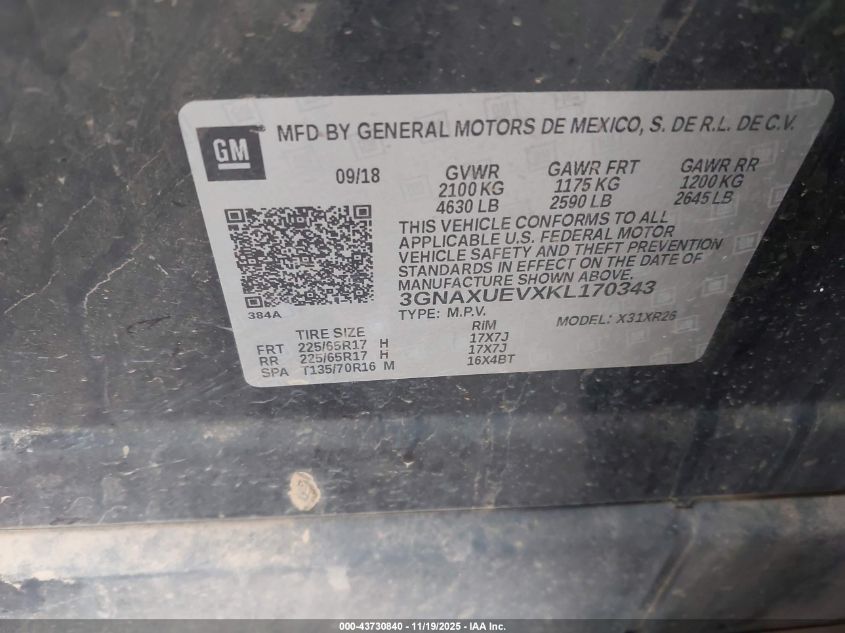 GM
MFD BY GENERAL MOTORS DE MEXICO, S. DE R.L. DE C.V.
09/18 GVWR GAWR FRT GAWR RR
2100 KG 1175 KG 1200 KG
4630 LB 2590 LB 2645 LB
THIS VEHICLE CONFORMS TO ALL
APPLICABLE U.S. FEDERAL MOTOR
VEHICLE SAFETY AND THEFT PREVENTION
STANDARDS IN EFFECT ON THE DATE OF
MANUFACTURE SHOWN ABOVE.
384A 3GNAXUEVXKL170343
TYPE: M.P.V. MODEL: X31XR26
TIRE SIZE RIM
FRT 225/65R17 H 17X7J
RR 225/65R17 H 17X7J
SPA T135/70R16 M 16X4BT
000-43730840 - 11/19/2025 - IAA Inc.